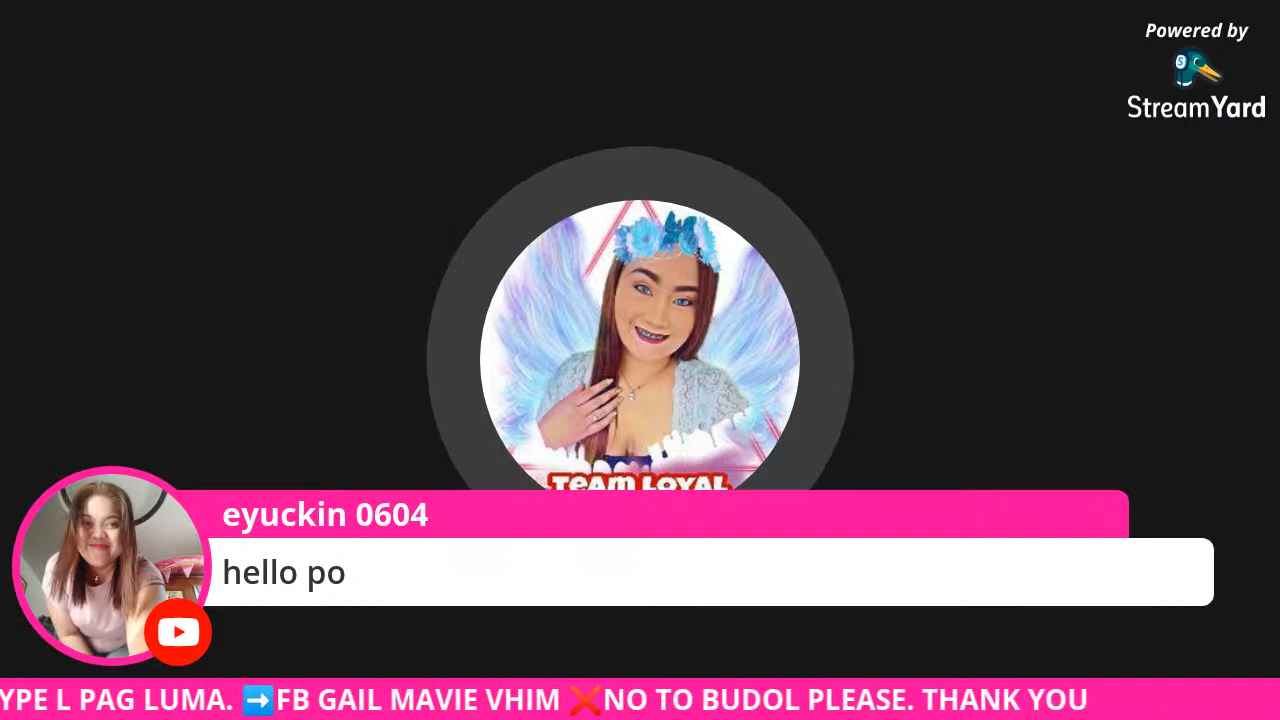 Powered by
StreamYard
TEAM LOYAL
eyuckin 0604
hello po
YPE L PAG LUMA. ➡️FB GAIL MAVIE VHIM ❌NO TO BUDOL PLEASE. THANK YOU